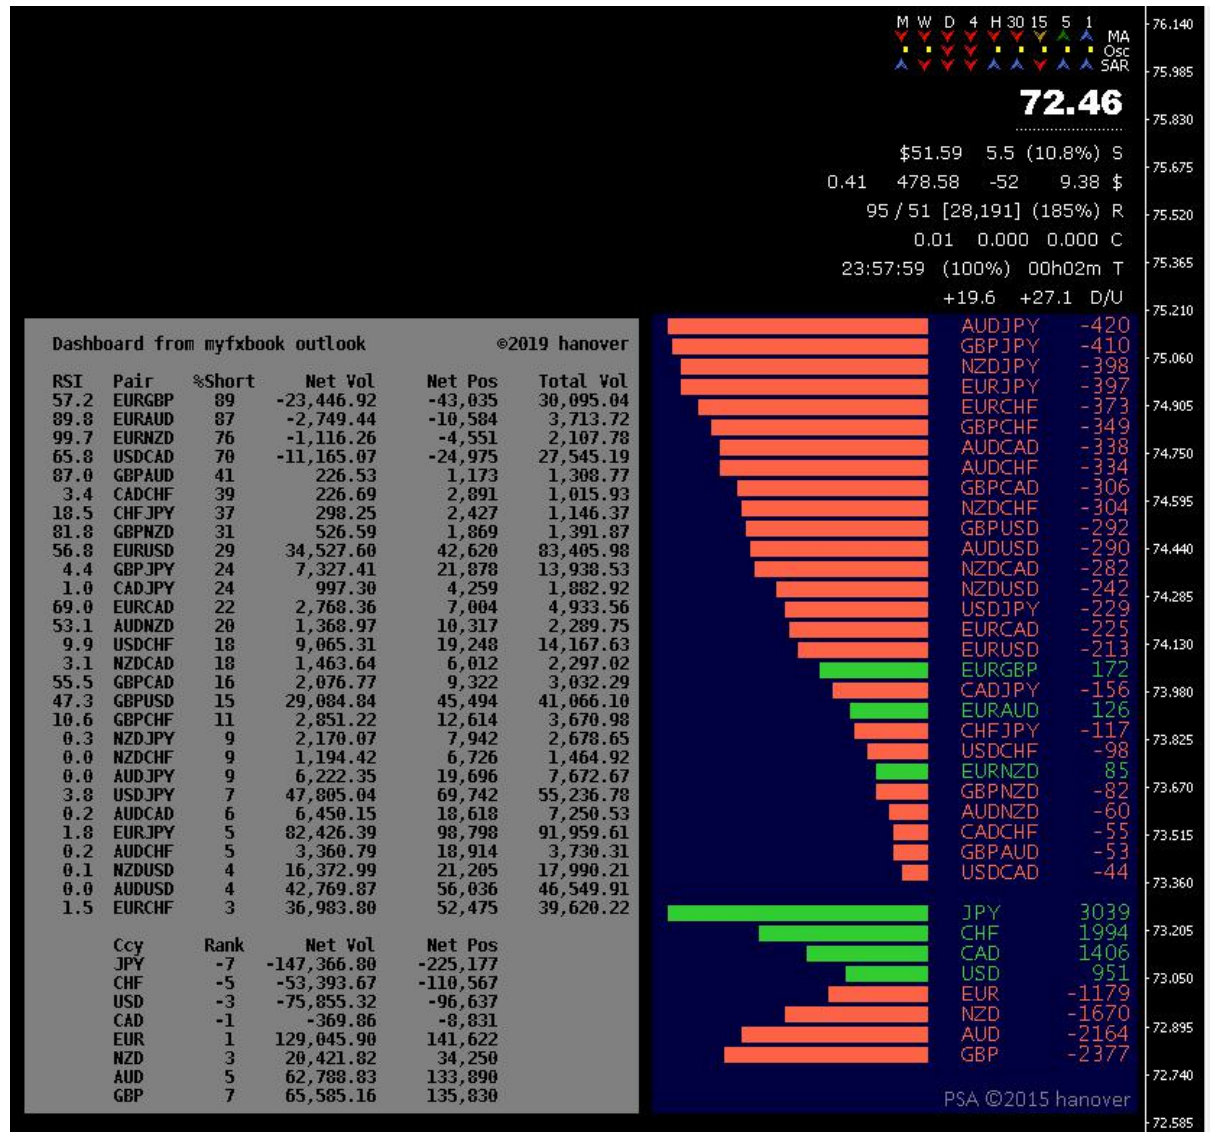 M W D 4 H 30 15 5 1
MA
Osc
SAR
72.46
$51.59 5.5 (10.8%) S
0.41 478.58 -52 9.38 $
95 / 51 [28,191] (185%) R
0.01 0.000 0.000 C
23:57:59 (100%) 00h02m T
+19.6 +27.1 D/U
Dashboard from myfxbook outlook ©2019 hanover
RSI Pair %Short Net Vol Net Pos Total Vol
57.2 EURGBP 89 -23,446.92 -43,035 30,095.04
89.8 EURAUD 87 -2,749.44 -10,584 3,713.72
99.7 EURNZD 76 -1,116.26 -4,551 2,107.78
65.8 USDCAD 70 -11,165.07 -24,975 27,545.19
87.0 GBPAUD 41 226.53 1,173 1,308.77
3.4 CADCHF 39 226.69 2,891 1,015.93
18.5 CHFJPY 37 298.25 2,427 1,146.37
81.8 GBPNZD 31 526.59 1,869 1,391.87
56.8 EURUSD 29 34,527.60 42,620 83,405.98
4.4 GBPJPY 24 7,327.41 21,878 13,938.53
1.0 CADJPY 24 997.30 4,259 1,882.92
69.0 EURCAD 22 2,768.36 7,004 4,933.56
53.1 AUDNZD 20 1,368.97 10,317 2,289.75
9.9 USDCHF 18 9,065.31 19,248 14,167.63
3.1 NZDCAD 18 1,463.64 6,012 2,297.02
55.5 GBPCAD 16 2,076.77 9,322 3,032.29
47.3 GBPUSD 15 29,084.84 45,494 41,066.10
10.6 GBPCHF 11 2,851.22 12,614 3,670.98
0.3 NZDJPY 9 2,170.07 7,942 2,678.65
0.0 NZDCHF 9 1,194.42 6,726 1,464.92
0.0 AUDJPY 9 6,222.35 19,696 7,672.67
3.8 USDJPY 7 47,805.04 69,742 55,236.78
0.2 AUDCAD 6 6,450.15 18,618 7,250.53
1.8 EURJPY 5 82,426.39 98,798 91,959.61
0.2 AUDCHF 5 3,360.79 18,914 3,730.31
0.1 NZDUSD 4 16,372.99 21,205 17,990.21
0.0 AUDUSD 4 42,769.87 56,036 46,549.91
1.5 EURCHF 3 36,983.80 52,475 39,620.22
Ccy Rank Net Vol Net Pos
JPY -7 -147,366.80 -225,177
CHF -5 -53,393.67 -110,567
USD -3 -75,855.32 -96,637
CAD -1 -369.86 -8,831
EUR 1 129,045.90 141,622
NZD 3 20,421.82 34,250
AUD 5 62,788.83 133,890
GBP 7 65,585.16 135,830
AUDJPY -420
GBPJPY -410
NZDJPY -398
EURJPY -397
EURCHF -373
GBPCHF -349
AUDCAD -338
AUDCHF -334
GBPCAD -306
NZDCHF -304
GBPUSD -292
AUDUSD -290
NZDCAD -282
NZDUSD -242
USDJPY -229
EURCAD -225
EURUSD -213
EURGBP 172
CADJPY -156
EURAUD 126
CHFJPY -117
USDCHF -98
EURNZD 85
GBPNZD -82
AUDNZD -60
CADCHF -55
GBPAUD -53
USDCAD -44
JPY 3039
CHF 1994
CAD 1406
USD 951
EUR -1179
NZD -1670
AUD -2164
GBP -2377
PSA ©2015 hanover
76.140
75.985
75.830
75.675
75.520
75.365
75.210
75.060
74.905
74.750
74.595
74.440
74.285
74.130
73.980
73.825
73.670
73.515
73.360
73.205
73.050
72.895
72.740
72.585